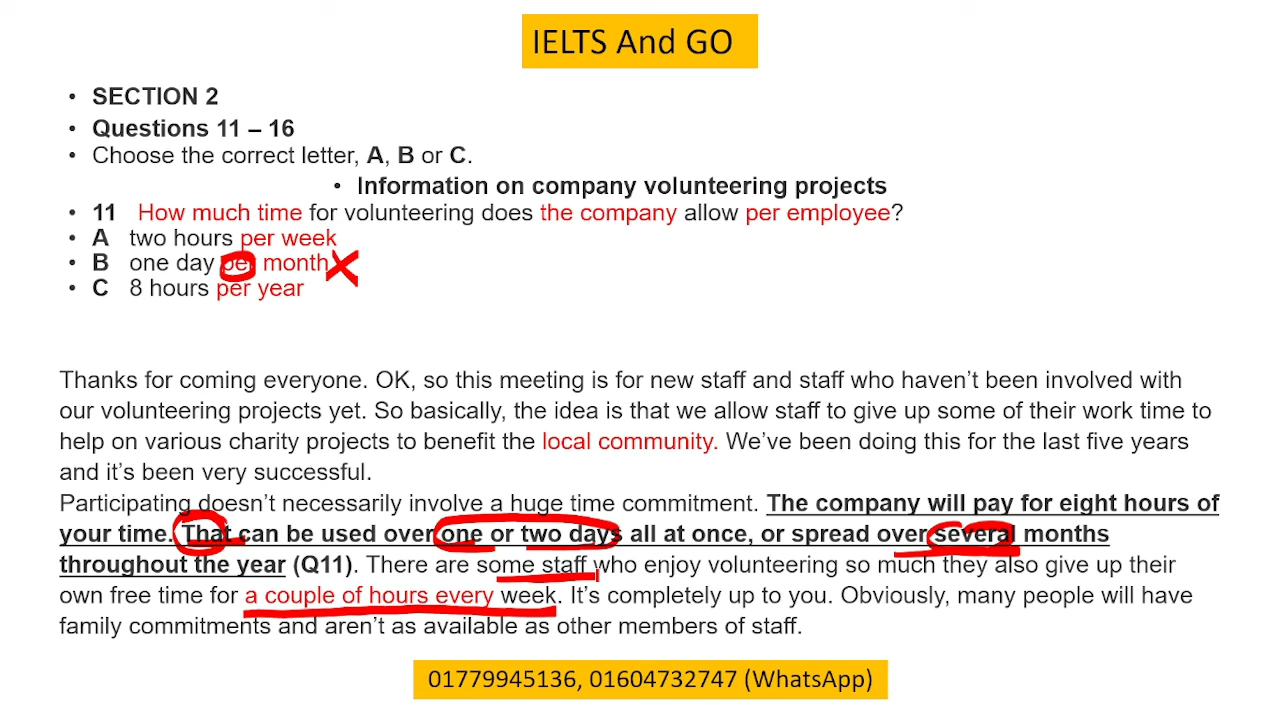 IELTS And GO
• SECTION 2
• Questions 11 – 16
• Choose the correct letter, A, B or C.
• Information on company volunteering projects
• 11 How much time for volunteering does the company allow per employee?
• A two hours per week
• B one day per month
• C 8 hours per year
Thanks for coming everyone. OK, so this meeting is for new staff and staff who haven't been involved with
our volunteering projects yet. So basically, the idea is that we allow staff to give up some of their work time to
help on various charity projects to benefit the local community. We've been doing this for the last five years
and it's been very successful.
Participating doesn't necessarily involve a huge time commitment. The company will pay for eight hours of
your time. That can be used over one or two days all at once, or spread over several months
throughout the year (Q11). There are some staff who enjoy volunteering so much they also give up their
own free time for a couple of hours every week. It's completely up to you. Obviously, many people will have
family commitments and aren't as available as other members of staff.
01779945136, 01604732747 (WhatsApp)